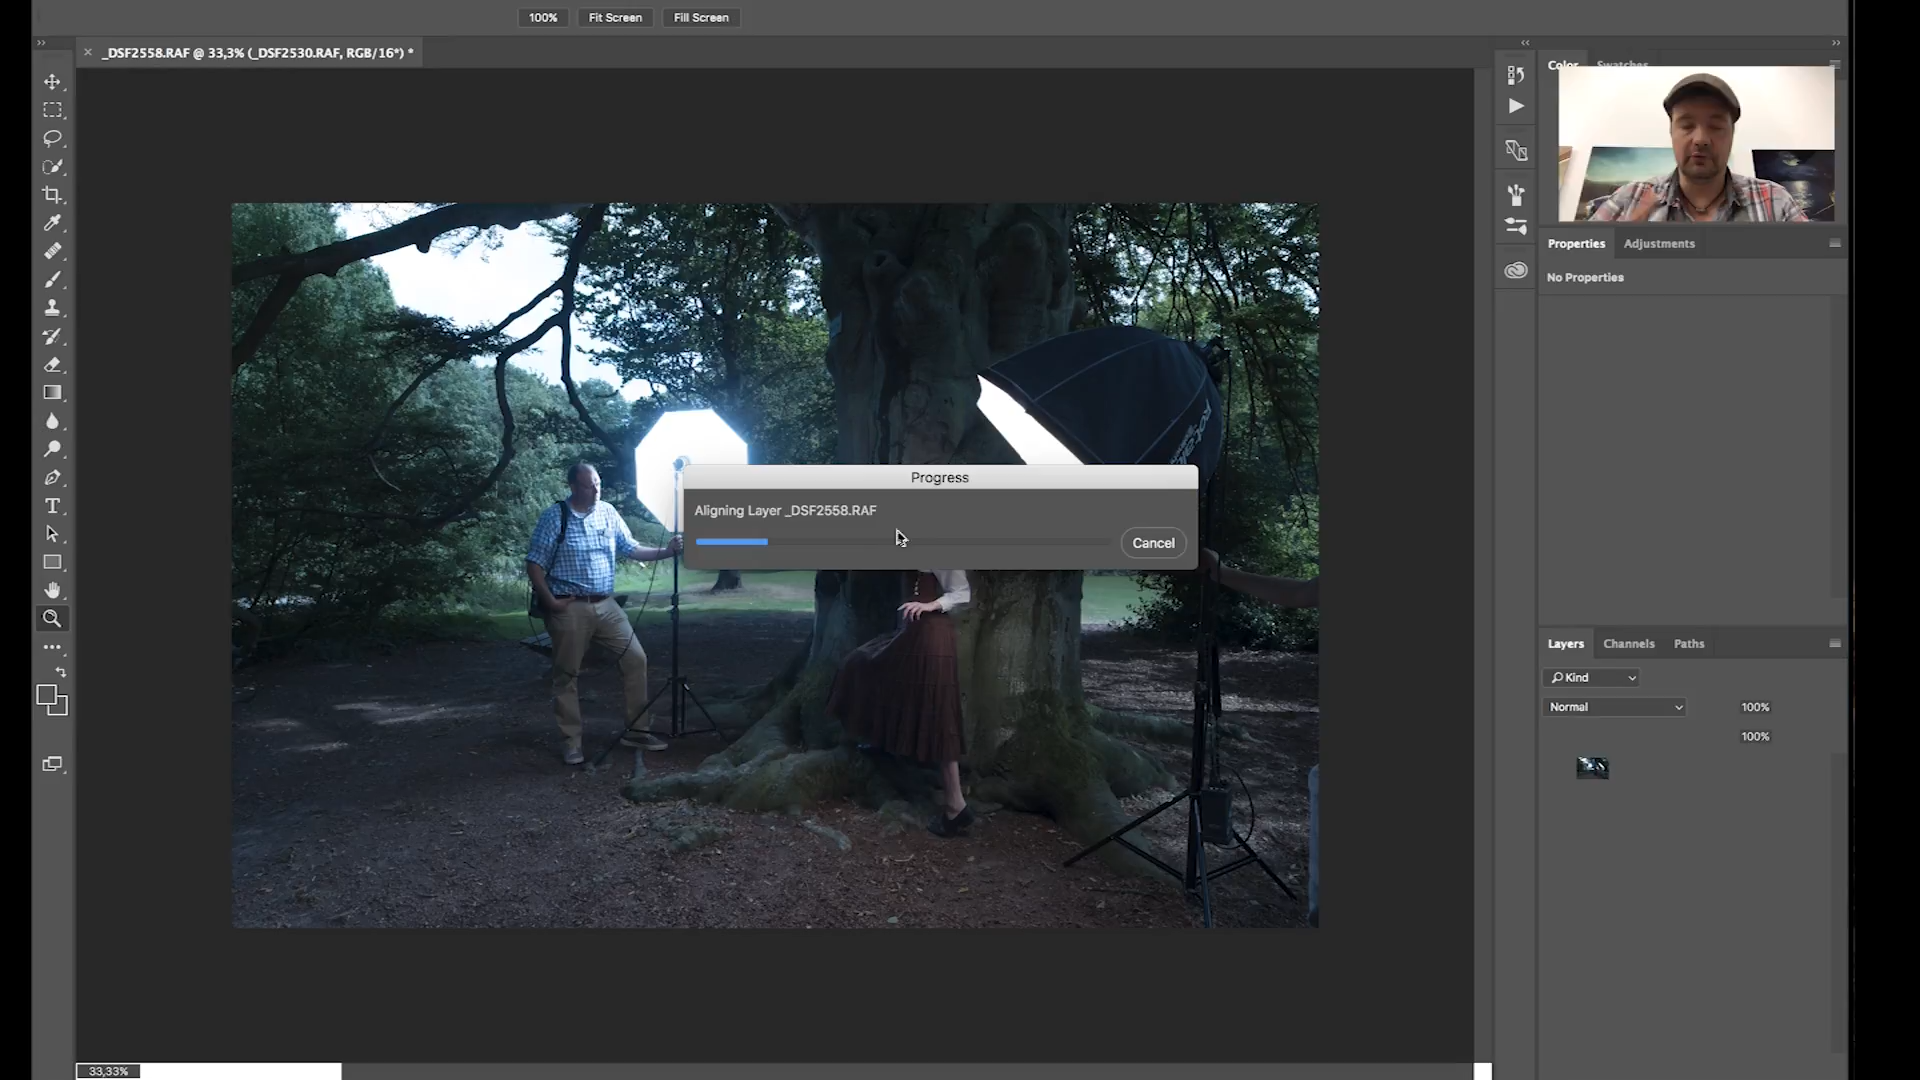 100%
Fit Screen
Fill Screen
_DSF2558.RAF @ 33,3% (_DSF2530.RAF, RGB/16*) *
Color
Swatches
Properties
Adjustments
No Properties
Progress
Aligning Layer _DSF2558.RAF
Cancel
Layers
Channels
Paths
Kind
Normal
100%
100%
33,33%